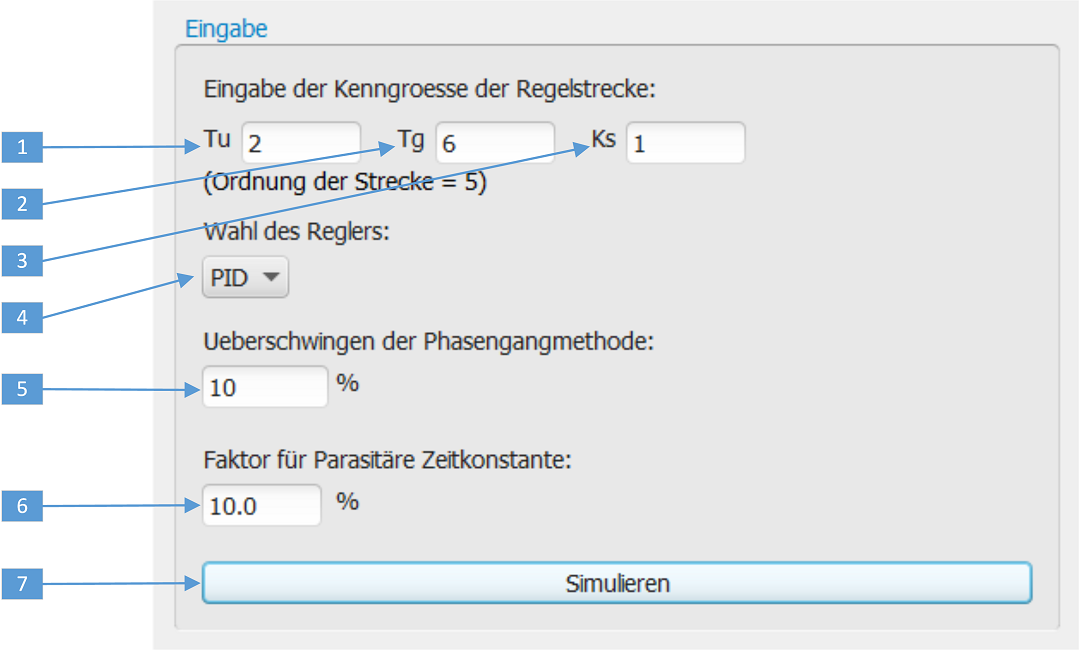 Eingabe
Eingabe der Kenngroesse der Regelstrecke:
1 Tu 2 Tg 6 Ks 1
(Ordnung der Strecke = 5)
2
Wahl des Reglers:
3
PID
4
Ueberschwingen der Phasengangmethode:
5 10 %
Faktor für Parasitäre Zeitkonstante:
6 10.0 %
7 Simulieren